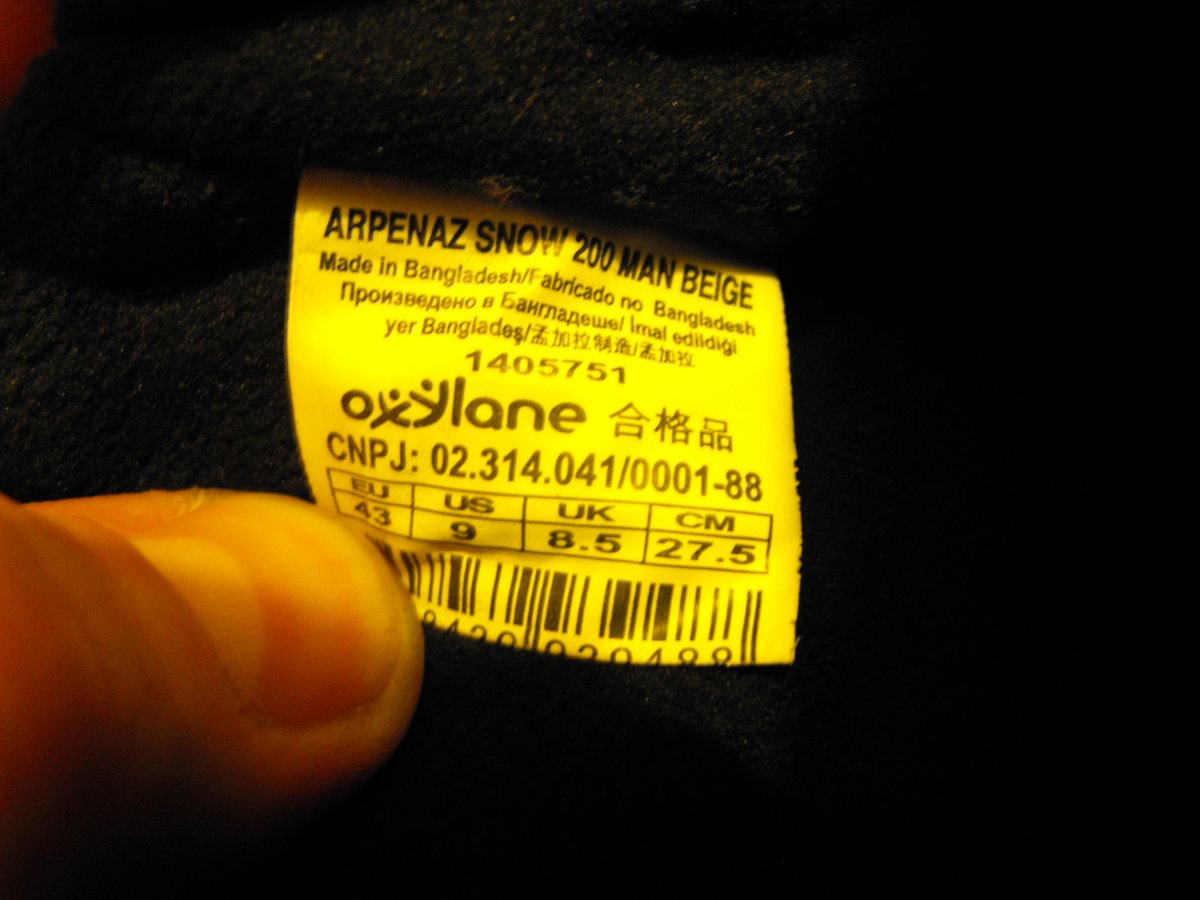 ARPENAZ SNOW 200 MAN BEIGE
Made in Bangladesh/Fabricado no Bangladesh
Произведено в Бангладеше/ İmal edildiği
yer Bangladeş/孟加拉制造/孟加拉
1405751
oxylane 合格品
CNPJ: 02.314.041/0001-88
EU US UK CM
43 9 8.5 27.5